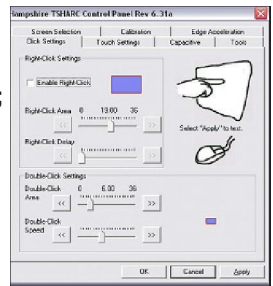 Hampshire TSHARC Control Panel Rev 6.31a
Screen Selection Calibration Edge Acceleration
Click Settings Touch Settings Capacitive Tools
Right-Click Settings
Enable Right-Click
Right-Click Area 0 19.00 36
<< >>
Select "Apply" to test.
Right-Click Delay
<< >>
Double-Click Settings
Double-Click 0 6.00 36
Area << >>
Double-Click
Speed << >>
OK Cancel Apply